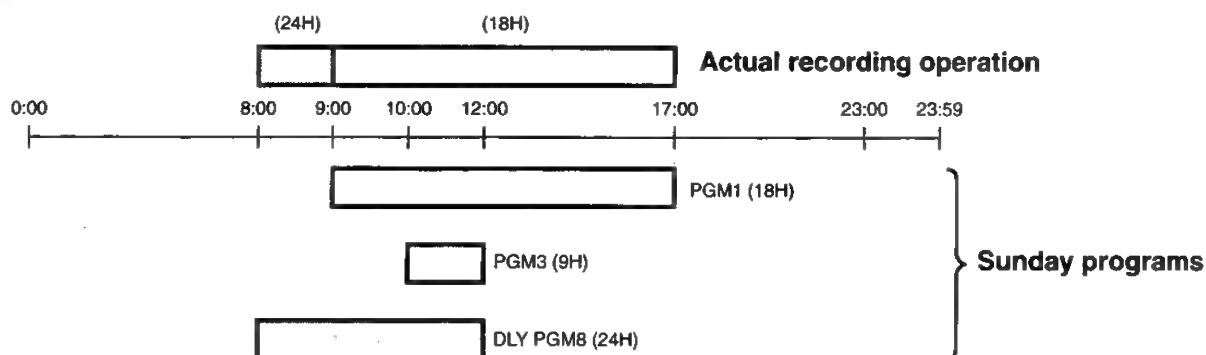 (24H) (18H)
Actual recording operation
0:00 8:00 9:00 10:00 12:00 17:00 23:00 23:59
PGM1 (18H)
PGM3 (9H)
Sunday programs
DLY PGM8 (24H)